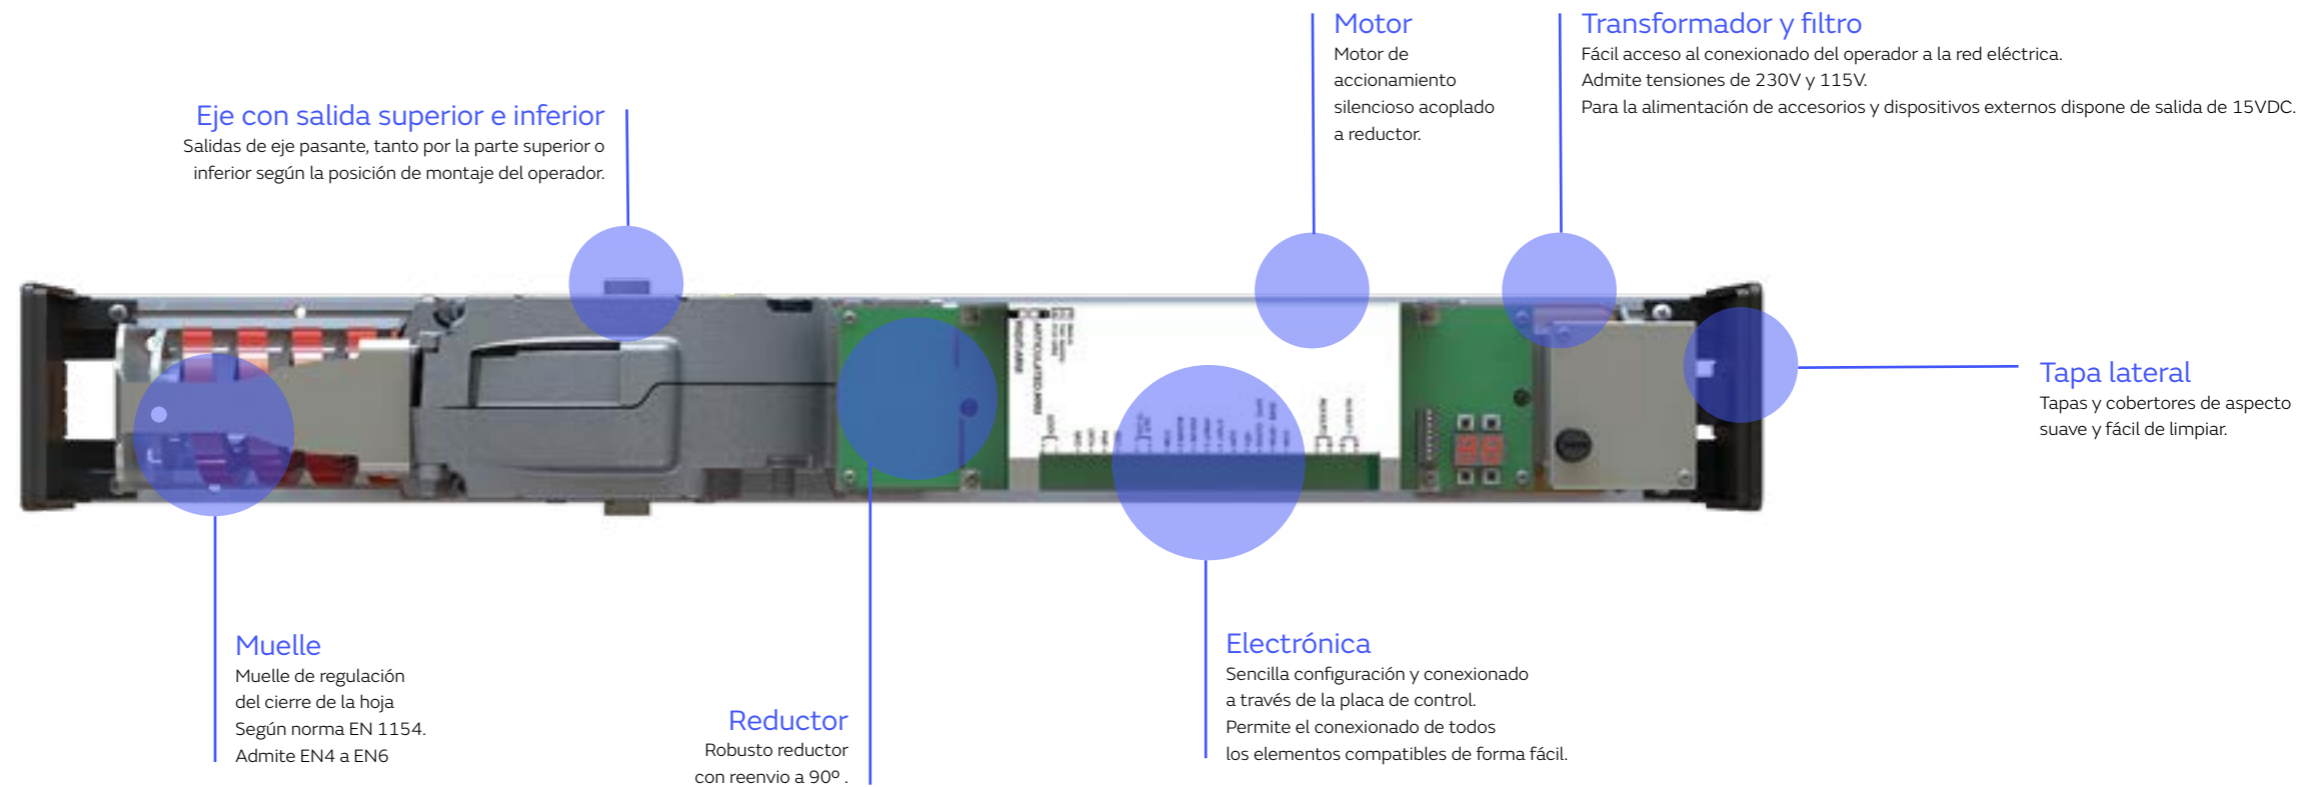 Motor
Motor de
accionamiento
silencioso acoplado
a reductor.
Transformador y filtro
Fácil acceso al conexionado del operador a la red eléctrica.
Admite tensiones de 230V y 115V.
Para la alimentación de accesorios y dispositivos externos dispone de salida de 15VDC.
Eje con salida superior e inferior
Salidas de eje pasante, tanto por la parte superior o
inferior según la posición de montaje del operador.
Tapa lateral
Tapas y cobertores de aspecto
suave y fácil de limpiar.
Muelle
Muelle de regulación
del cierre de la hoja
Según norma EN 1154.
Admite EN4 a EN6
Reductor
Robusto reductor
con reenvio a 90º .
Electrónica
Sencilla configuración y conexionado
a través de la placa de control.
Permite el conexionado de todos
los elementos compatibles de forma fácil.